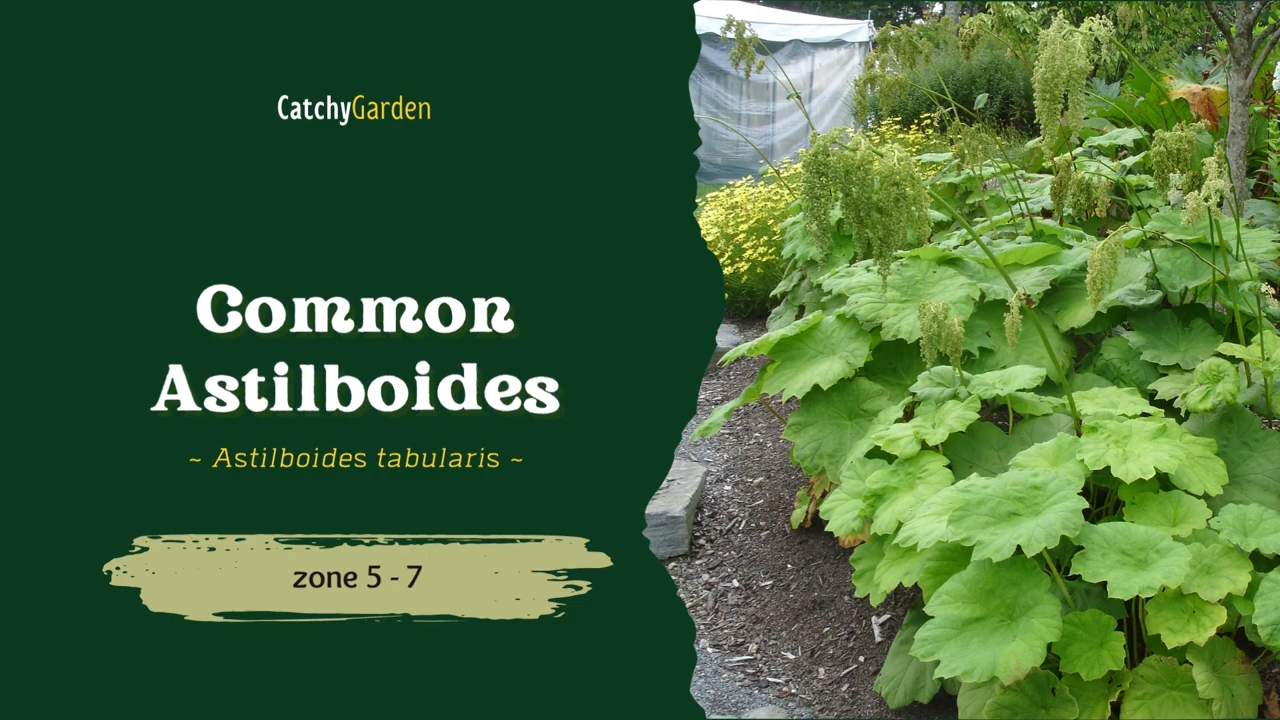 CatchyGarden
Common
Astilboides
~ Astilboides tabularis ~
zone 5 - 7